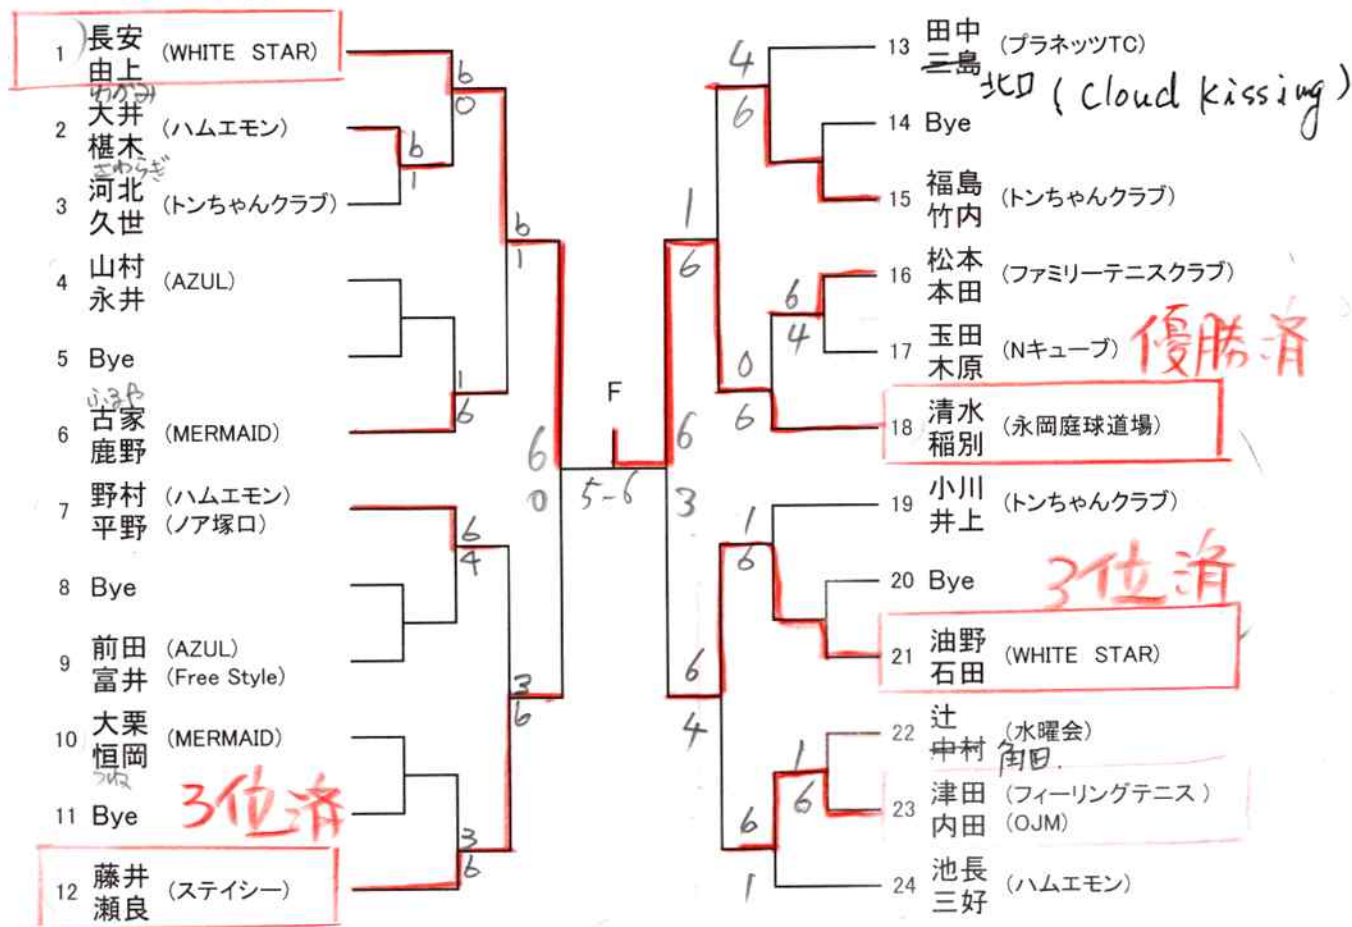 1 長安 (WHITE STAR)
由上
わかみ
2 大井 (ハムエモン)
椹木
さわらぎ
3 河北 (トンちゃんクラブ)
久世
4 山村 (AZUL)
永井
5 Bye
ふるや
6 古家 (MERMAID)
鹿野
7 野村 (ハムエモン)
平野 (ノア塚口)
8 Bye
9 前田 (AZUL)
富井 (Free Style)
10 大栗 (MERMAID)
恒岡
つね
11 Bye
3位済
12 藤井 (ステイシー)
瀬良
6
0
6
1
6
1
1
6
6
4
3
6
3
6
6
0
F
5-6
6
3
1
6
4
6
6
4
0
6
1
6
6
4
1
6
6
1
13 田中 (プラネッツTC)
三島
北口 (Cloud kissing)
14 Bye
15 福島 (トンちゃんクラブ)
竹内
16 松本 (ファミリーテニスクラブ)
本田
17 玉田 (Nキューブ)
木原
優勝済
18 清水 (永岡庭球道場)
稲別
19 小川 (トンちゃんクラブ)
井上
20 Bye
3位済
21 油野 (WHITE STAR)
石田
22 辻 (水曜会)
中村 角田.
23 津田 (フィーリングテニス)
内田 (OJM)
24 池長 (ハムエモン)
三好